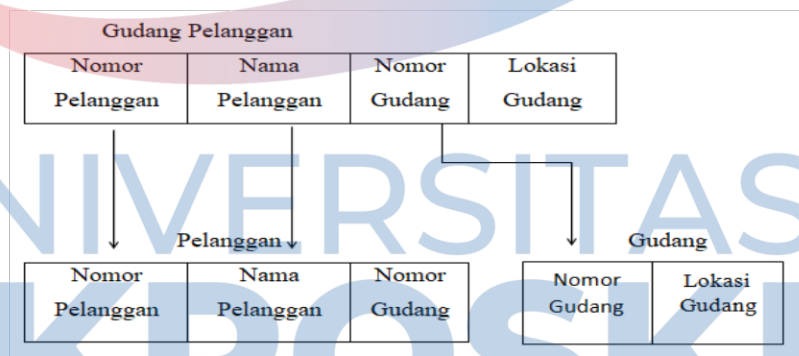 Gudang Pelanggan
Nomor Pelanggan
Nama Pelanggan
Nomor Gudang
Lokasi Gudang
NIVERSITAS
Pelanggan
Gudang
Nomor Pelanggan
Nama Pelanggan
Nomor Gudang
Nomor Gudang
Lokasi Gudang